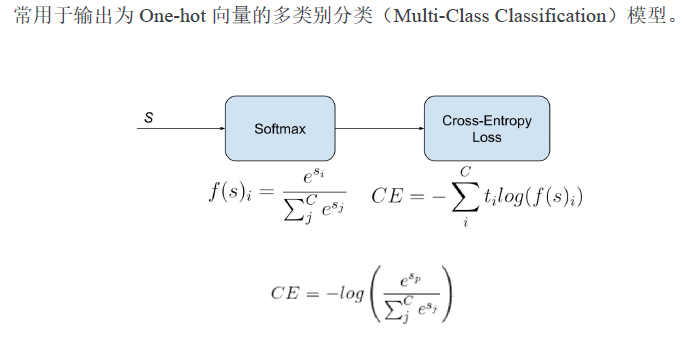 常用于输出为 One-hot 向量的多类别分类（Multi-Class Classification）模型。
S
Softmax
Cross-Entropy
Loss
f(s)_i = \frac{e^{s_i}}{\sum_j^C e^{s_j}} CE = -\sum_i^C t_i log(f(s)_i)
CE = -log\left(\frac{e^{s_p}}{\sum_j^C e^{s_j}}\right)